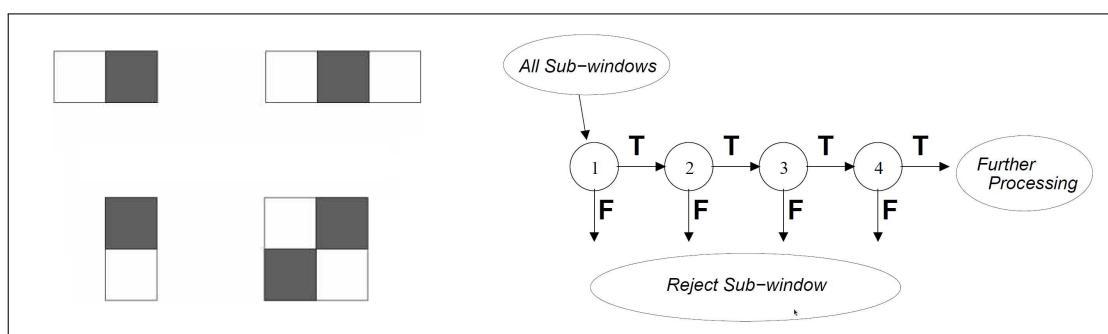 All Sub−windows
T T T T
1 2 3 4
Further
Processing
F F F F
Reject Sub−window